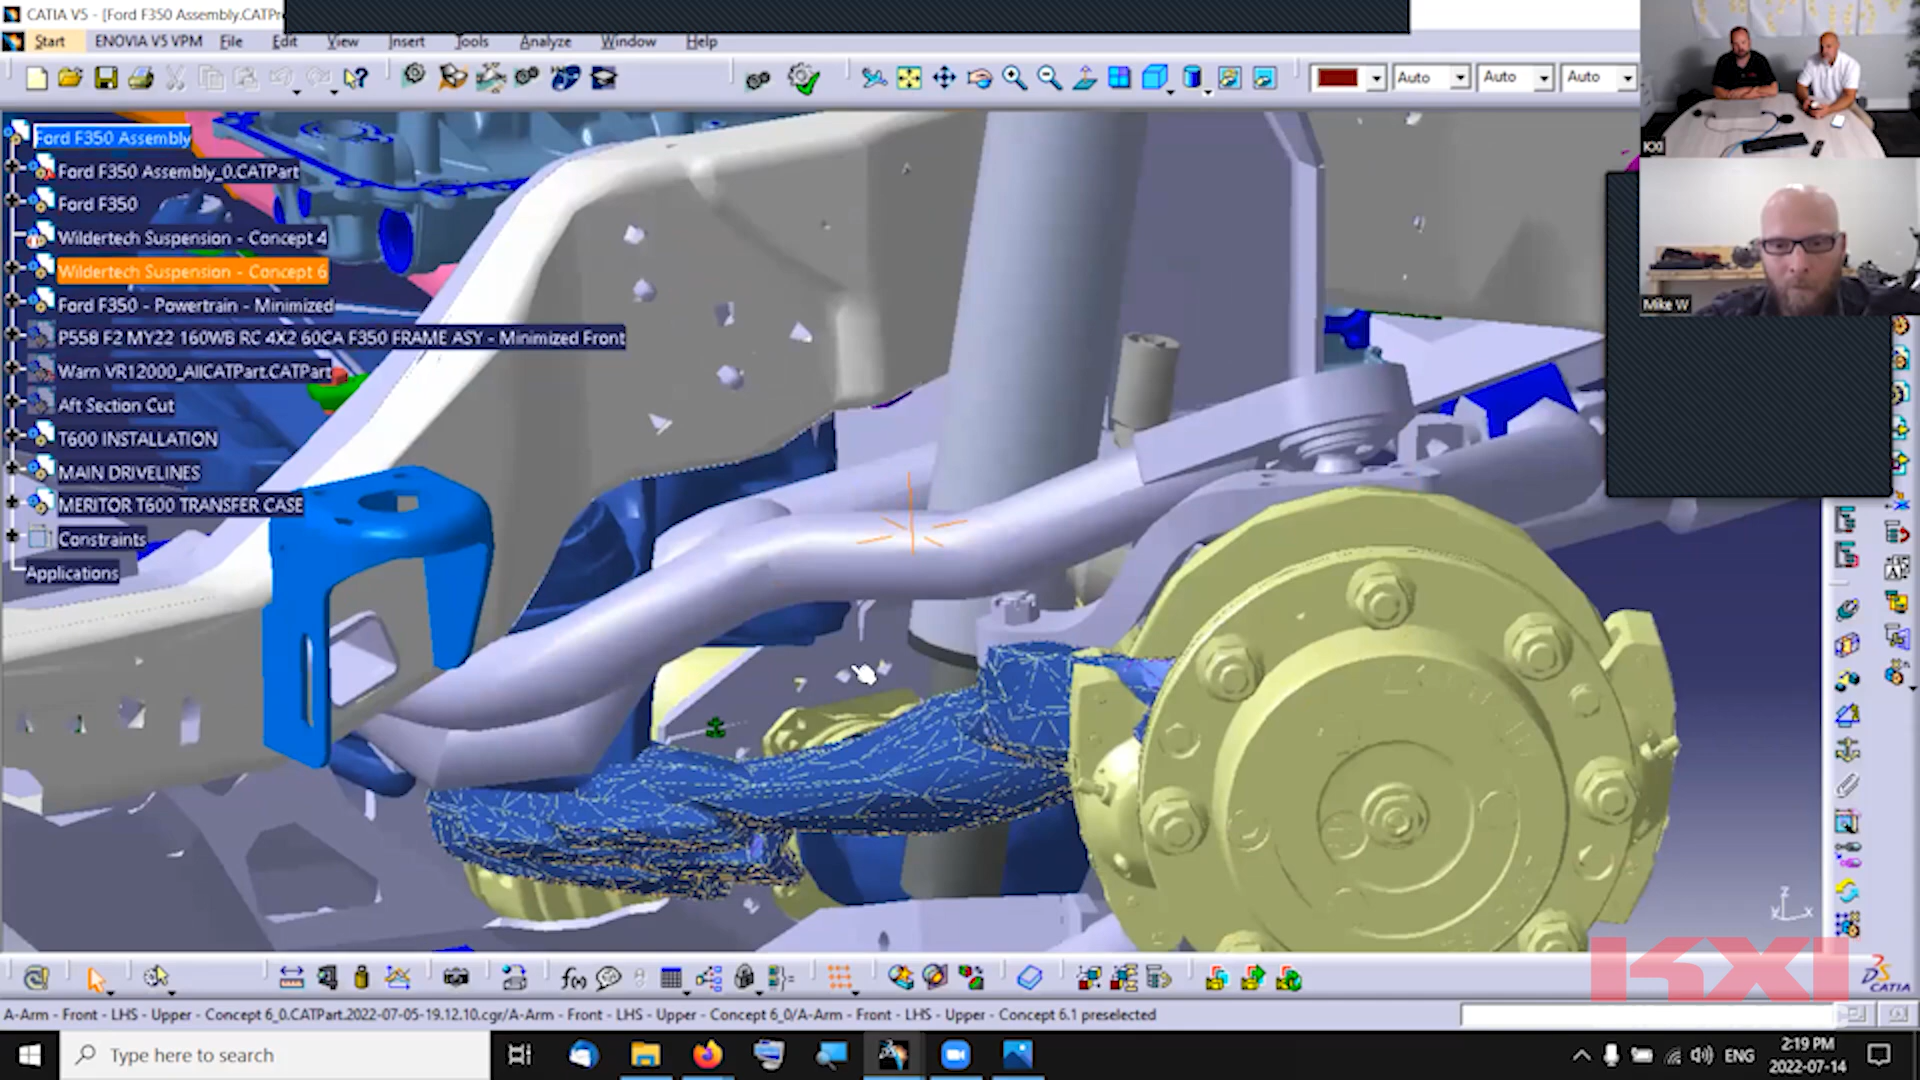 CATIA V5 - [Ford F350 Assembly.CATPr
Start ENOVIA V5 VPM File Edit View Insert Tools Analyze Window Help
Auto Auto Auto
Ford F350 Assembly
Ford F350 Assembly_0.CATPart
Ford F350
Wildertech Suspension - Concept 4
Wildertech Suspension - Concept 6
Ford F350 - Powertrain - Minimized
P558 F2 MY22 160WB RC 4X2 60CA F350 FRAME ASY - Minimized Front
Warn VR12000_AllCATPart.CATPart
Aft Section Cut
T600 INSTALLATION
MAIN DRIVELINES
MERITOR T600 TRANSFER CASE
Constraints
Applications
KXI
Mike W
z
y x
KXI
DS
CATIA
A-Arm - Front - LHS - Upper - Concept 6_0.CATPart.2022-07-05-19.12.10.cgr/A-Arm - Front - LHS - Upper - Concept 6_0/A-Arm - Front - LHS - Upper - Concept 6.1 preselected
Type here to search
ENG
2:19 PM
2022-07-14